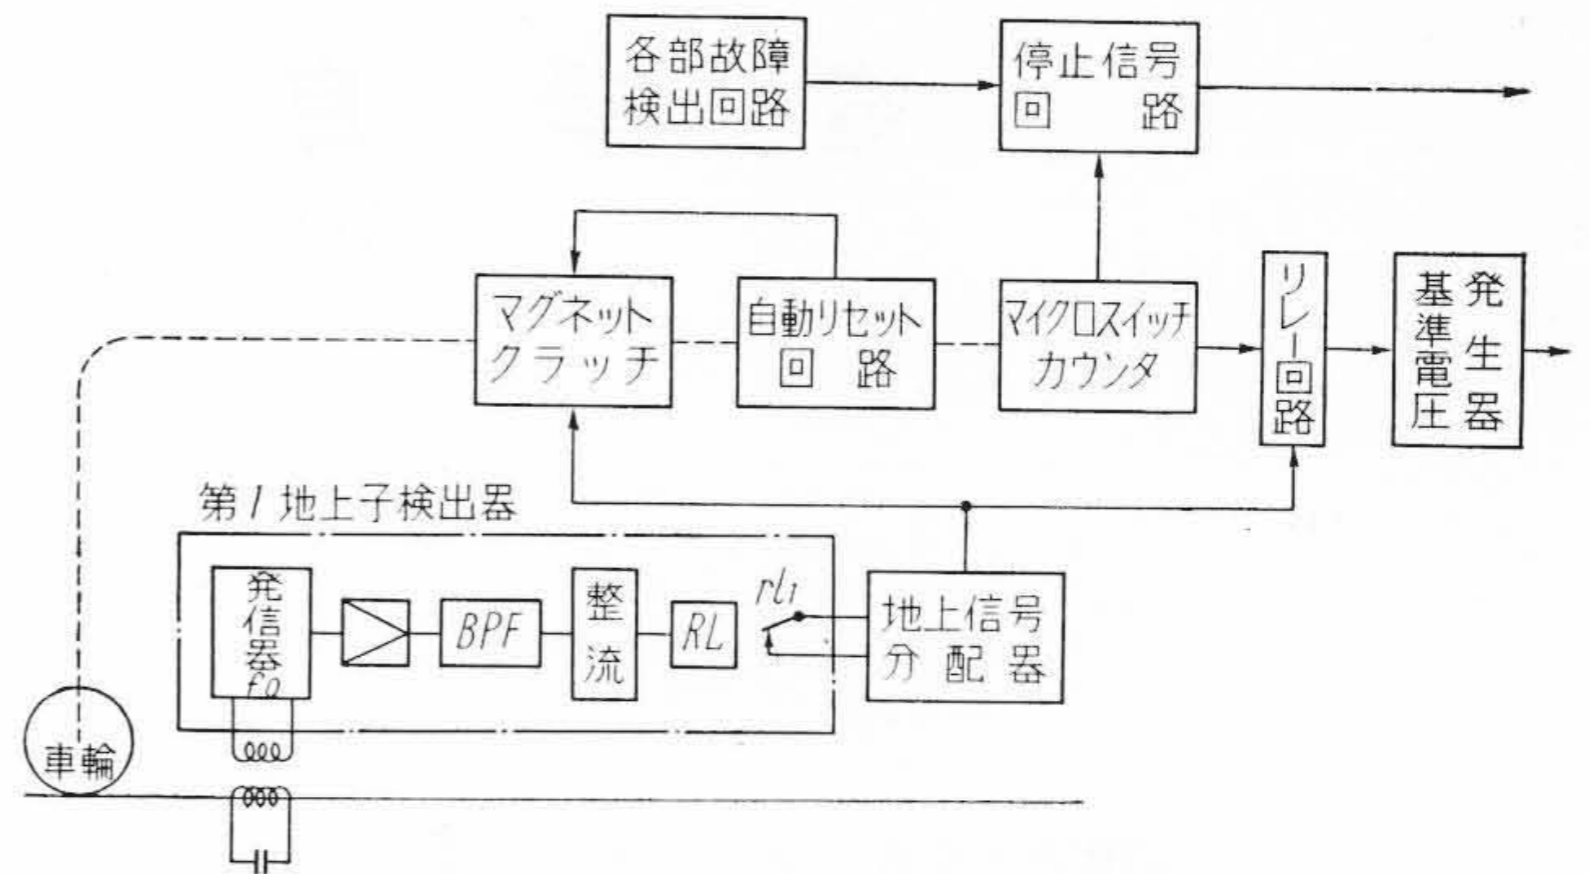 各部故障
検出回路
停止信号
回路
マグネット
クラッチ
自動リセット
回路
マイクロスイッチ
カウンタ
リレー回路
発生器
基準電圧
第1地上子検出器
発信器
f0
BPF
整流
RL
rl1
地上信号
分配器
車輪